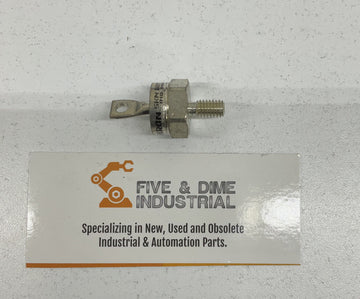 FIVE & DIME
INDUSTRIAL
Specializing in New, Used and Obsolete
Industrial & Automation Parts.